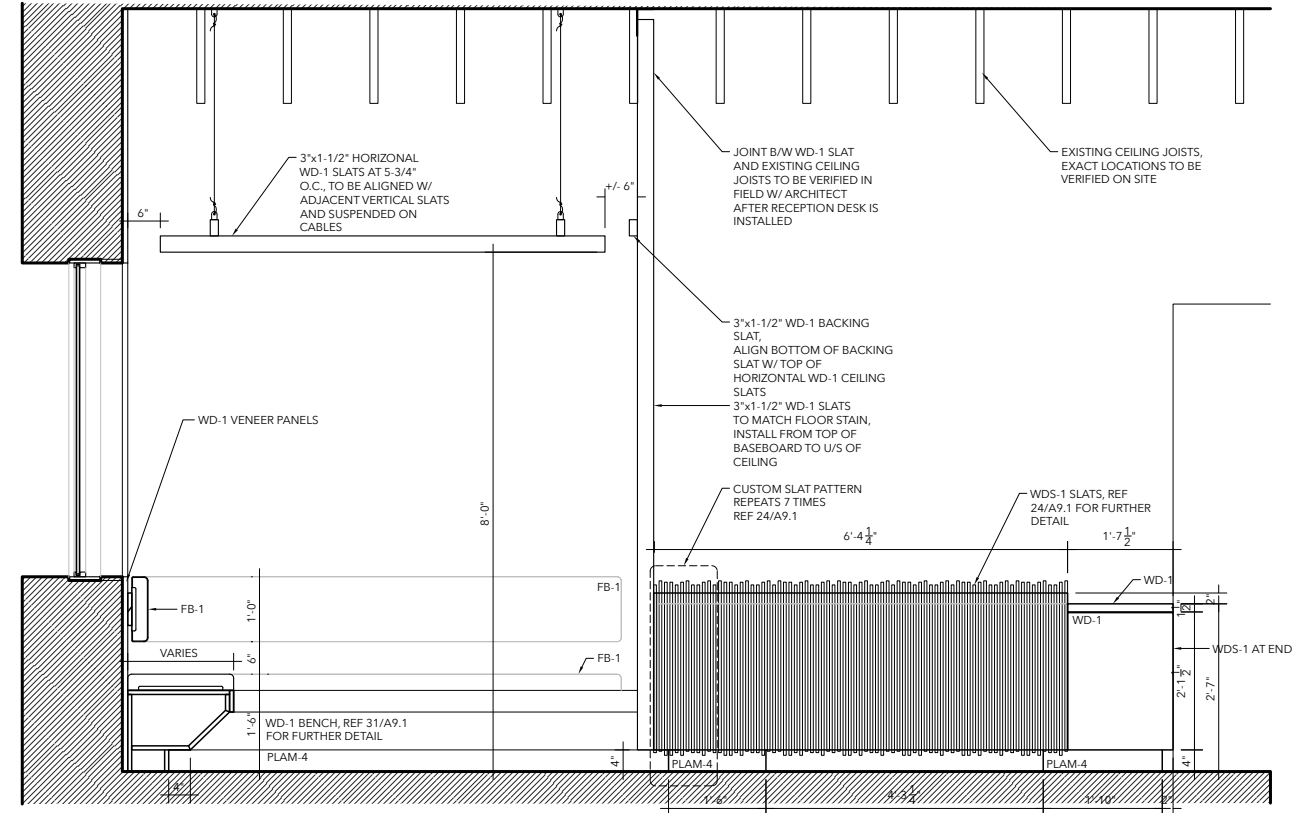 3"x1-1/2" HORIZONAL
WD-1 SLATS AT 5-3/4"
O.C., TO BE ALIGNED W/
ADJACENT VERTICAL SLATS
AND SUSPENDED ON
CABLES
+/- 6"
6"
JOINT B/W WD-1 SLAT
AND EXISTING CEILING
JOISTS TO BE VERIFIED IN
FIELD W/ ARCHITECT
AFTER RECEPTION DESK IS
INSTALLED
EXISTING CEILING JOISTS,
EXACT LOCATIONS TO BE
VERIFIED ON SITE
3"x1-1/2" WD-1 BACKING
SLAT,
ALIGN BOTTOM OF BACKING
SLAT W/ TOP OF
HORIZONTAL WD-1 CEILING
SLATS
3"x1-1/2" WD-1 SLATS
TO MATCH FLOOR STAIN,
INSTALL FROM TOP OF
BASEBOARD TO U/S OF
CEILING
WD-1 VENEER PANELS
CUSTOM SLAT PATTERN
REPEATS 7 TIMES
REF 24/A9.1
WDS-1 SLATS, REF
24/A9.1 FOR FURTHER
DETAIL
8'-0"
6'-4 1/4"
1'-7 1/2"
FB-1
FB-1
1'-0"
WD-1
2"
WD-1
VARIES
6"
FB-1
WDS-1 AT END
2'-1 1/2"
2'-7"
1'-6"
WD-1 BENCH, REF 31/A9.1
FOR FURTHER DETAIL
PLAM-4
4"
PLAM-4
PLAM-4
4"
4"
1'-6"
4'-3 1/4"
1'-10"
2"